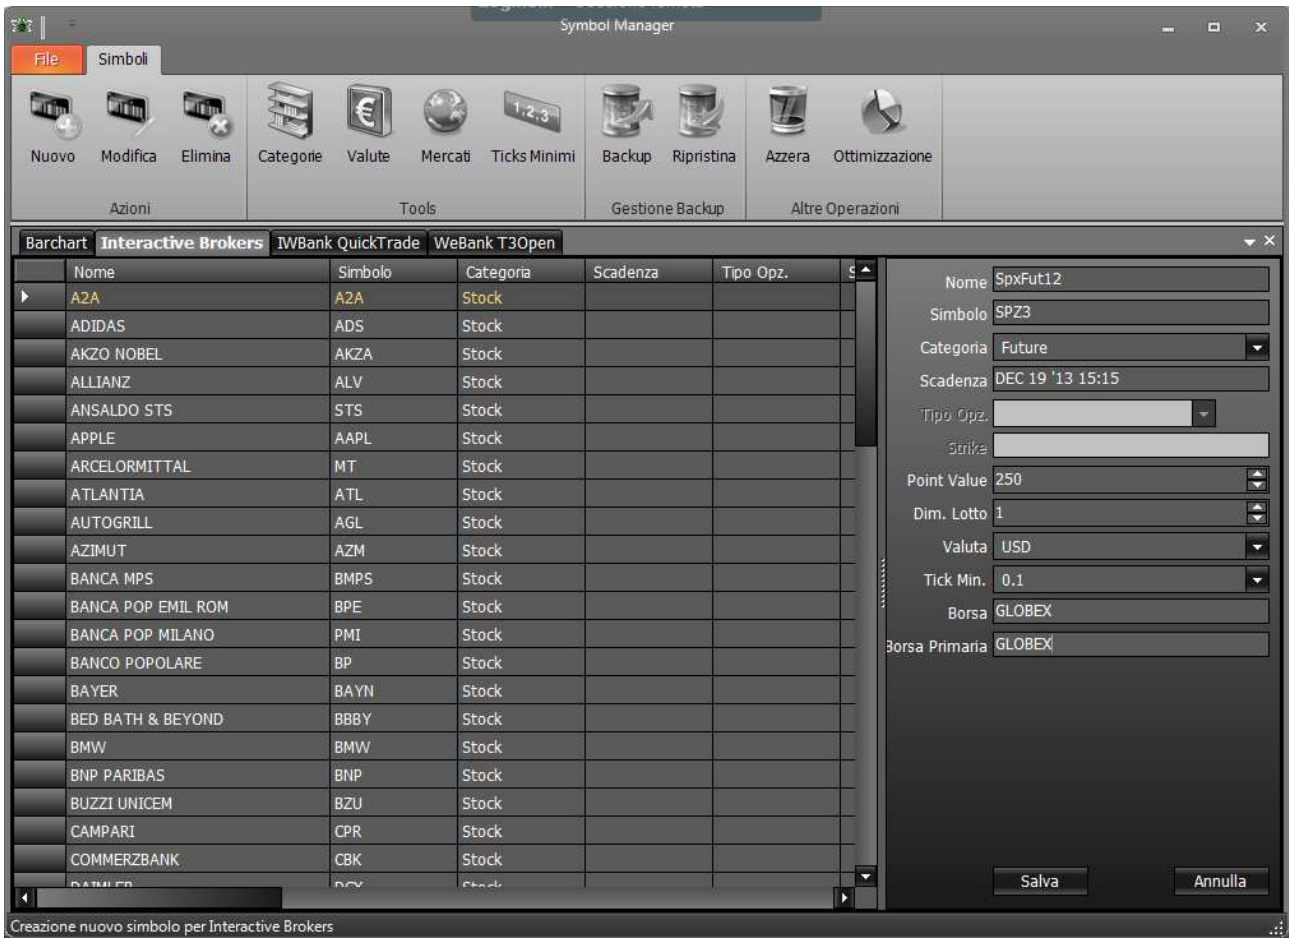 Symbol Manager
File Simboli
Nuovo Modifica Elimina Categorie Valute Mercati Ticks Minimi Backup Ripristina Azzera Ottimizzazione
1,2,3
Azioni Tools Gestione Backup Altre Operazioni
Barchart Interactive Brokers IWBank QuickTrade WeBank T3Open
Nome Simbolo Categoria Scadenza Tipo Opz.
A2A A2A Stock
ADIDAS ADS Stock
AKZO NOBEL AKZA Stock
ALLIANZ ALV Stock
ANSALDO STS STS Stock
APPLE AAPL Stock
ARCELORMITTAL MT Stock
ATLANTIA ATL Stock
AUTOGRILL AGL Stock
AZIMUT AZM Stock
BANCA MPS BMPS Stock
BANCA POP EMIL ROM BPE Stock
BANCA POP MILANO PMI Stock
BANCO POPOLARE BP Stock
BAYER BAYN Stock
BED BATH & BEYOND BBBY Stock
BMW BMW Stock
BNP PARIBAS BNP Stock
BUZZI UNICEM BZU Stock
CAMPARI CPR Stock
COMMERZBANK CBK Stock
Nome SpxFut12
Simbolo SPZ3
Categoria Future
Scadenza DEC 19 '13 15:15
Tipo Opz.
Strike
Point Value 250
Dim. Lotto 1
Valuta USD
Tick Min. 0.1
Borsa GLOBEX
Borsa Primaria GLOBEX
Salva Annulla
Creazione nuovo simbolo per Interactive Brokers